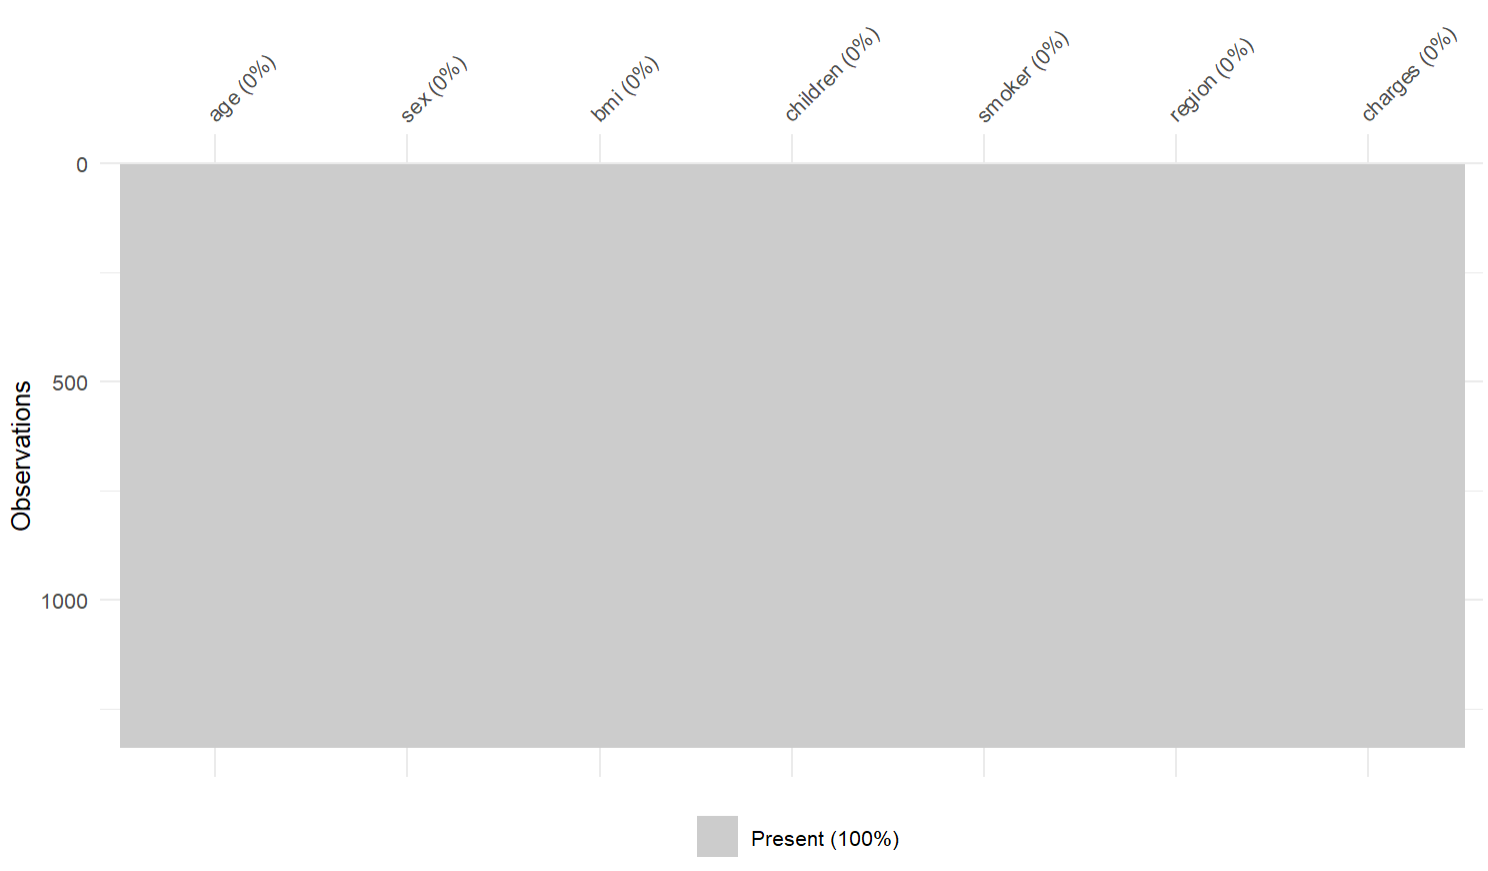 age (0%)
sex (0%)
bmi (0%)
children (0%)
smoker (0%)
region (0%)
charges (0%)
0
500
1000
Observations
Present (100%)